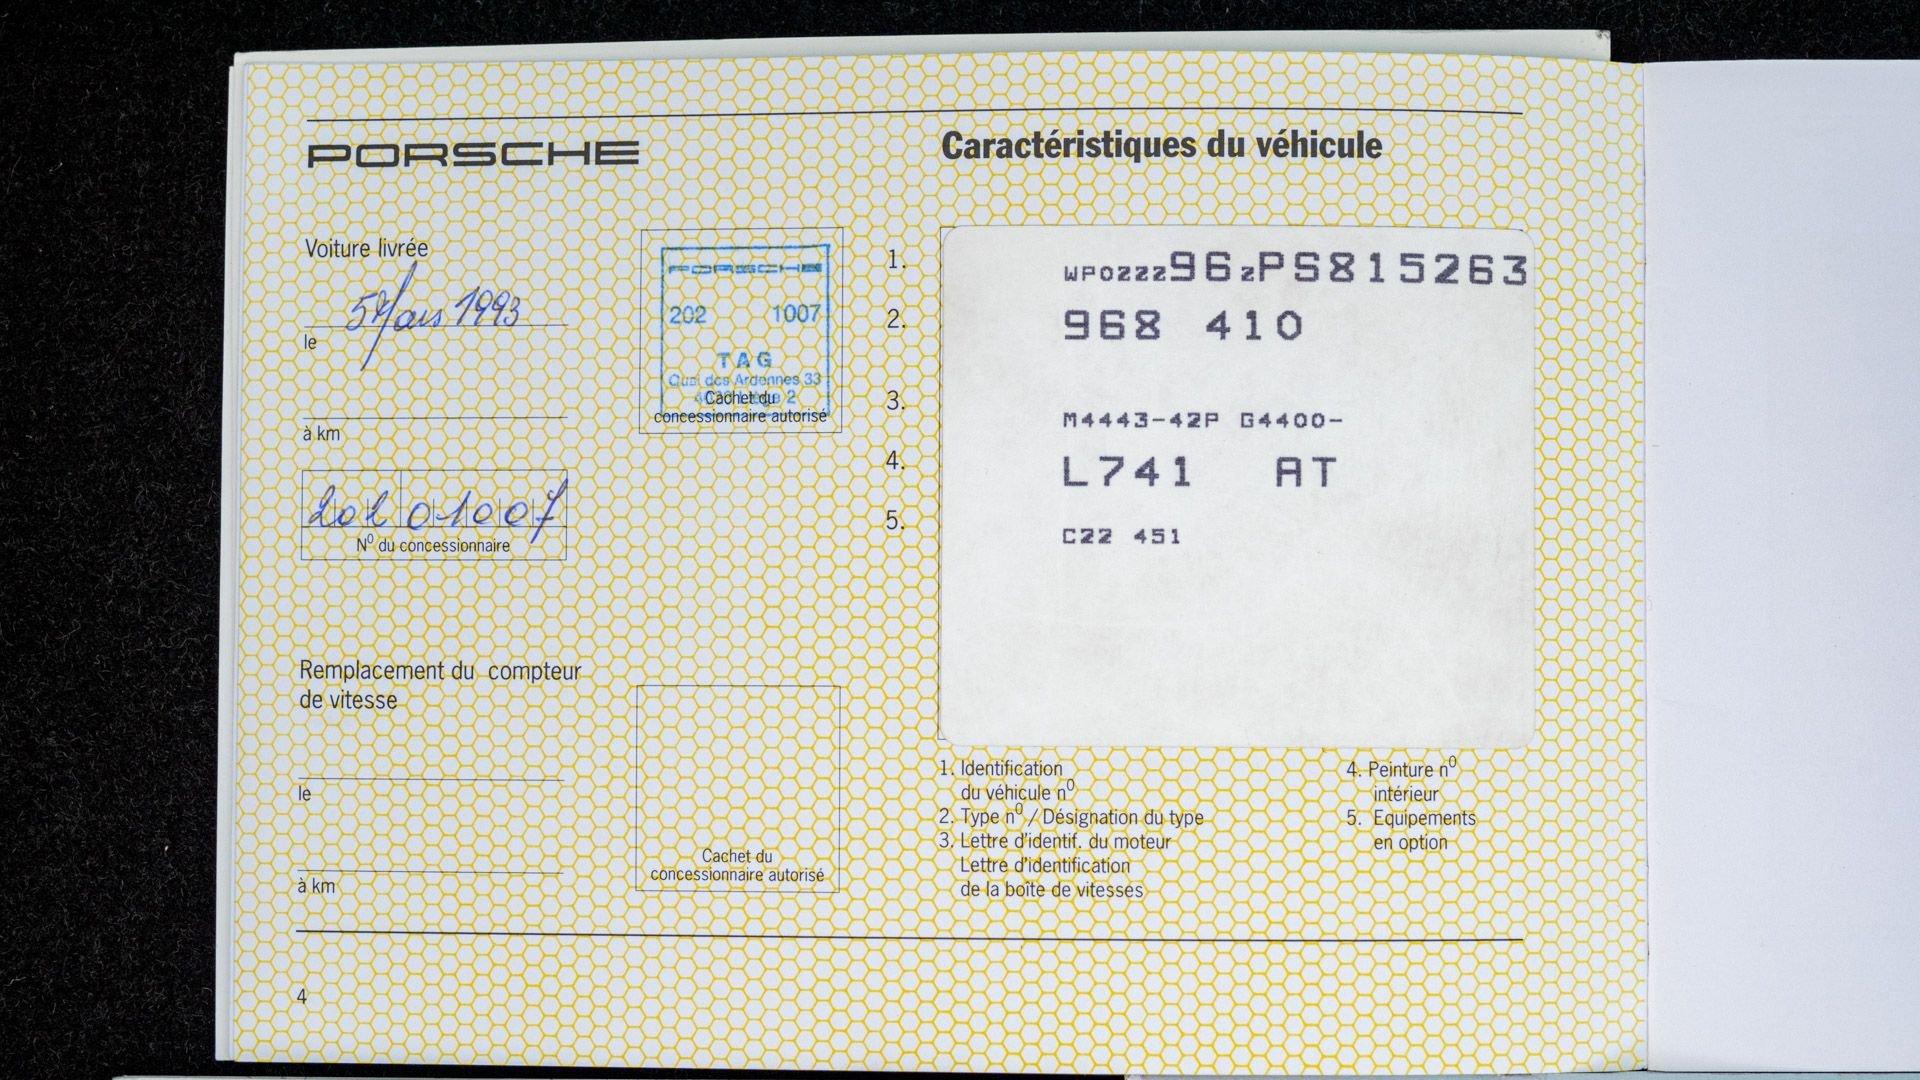 PORSCHE
Caractéristiques du véhicule
Voiture livrée
5 Mars 1993
le
à km
202 01007
N⁰ du concessionnaire
PORSCHE
202 1007
TAG
Quai des Ardennes 33
Cachet du
concessionnaire autorisé
1. WP0ZZZ96ZPS815263
2. 968 410
3. M4443-42P G4400-
4. L741 AT
5. C22 451
Remplacement du compteur
de vitesse
le
à km
Cachet du
concessionnaire autorisé
1. Identification
du véhicule n⁰
2. Type n⁰ / Désignation du type
3. Lettre d'identif. du moteur
Lettre d'identification
de la boîte de vitesses
4. Peinture n⁰
intérieur
5. Equipements
en option
4